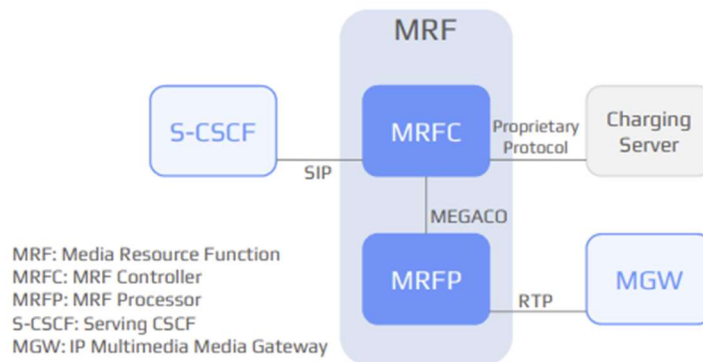 MRF
S-CSCF
MRFC
Proprietary
Protocol
Charging
Server
SIP
MEGACO
MRFP
RTP
MGW
MRF: Media Resource Function
MRFC: MRF Controller
MRFP: MRF Processor
S-CSCF: Serving CSCF
MGW: IP Multimedia Media Gateway